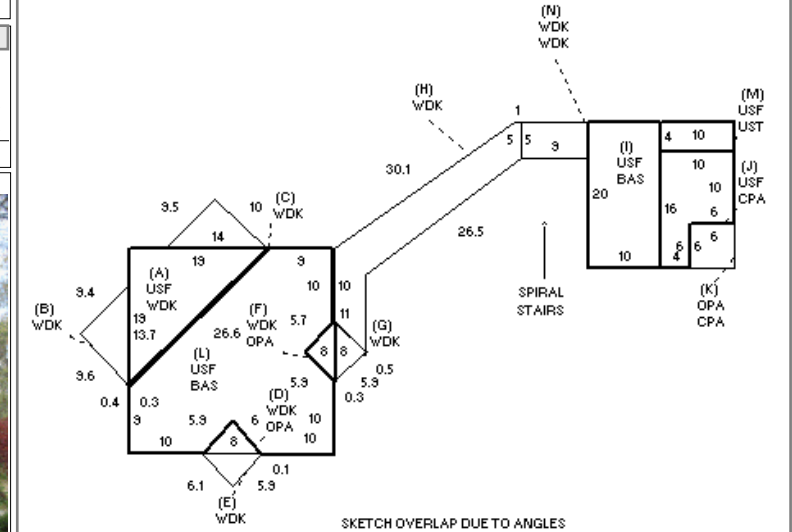 (N)
WDK
WDK
(H)
WDK
1
5 5 9
(M)
USF
UST
4 10
(I)
USF
BAS
10
(J)
USF
CPA
10
20
30.1
16
6
6
6 6
4
10
26.5
SPIRAL
STAIRS
(K)
OPA
CPA
9.5
10
(C)
WDK
14
19
9
(A)
USF
WDK
10 10
9.4
(B)
WDK
19
13.7
26.6
(F)
WDK
OPA
5.7
11
(G)
WDK
8 8
(L)
USF
BAS
9.6
5.9
0.5
5.9
0.3
0.4 0.3
9
(D)
WDK
OPA
5.9
6
10
10
10
8
0.1
6.1
5.9
(E)
WDK
SKETCH OVERLAP DUE TO ANGLES